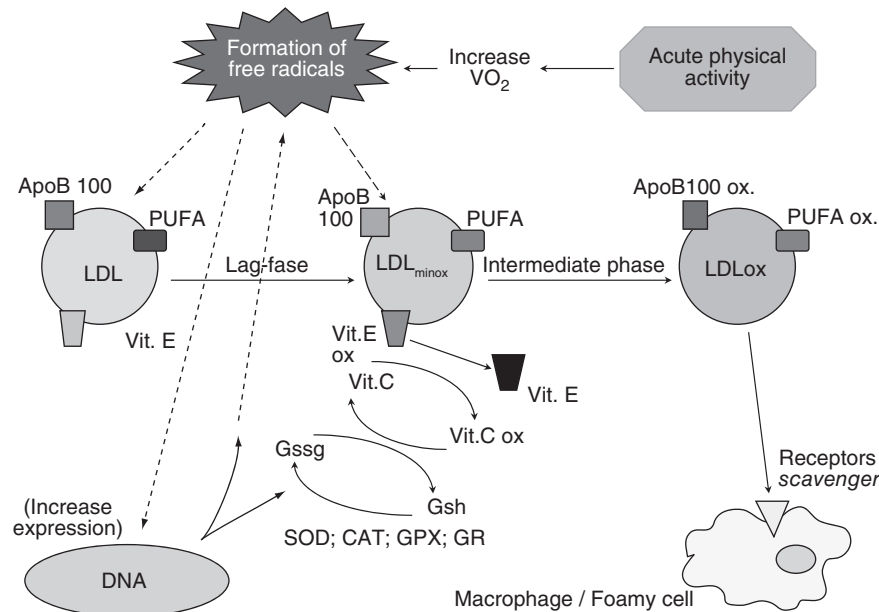 Formation of
free radicals
Increase
VO₂
Acute physical
activity
ApoB 100
PUFA
LDL
Vit. E
Lag-fase
ApoB
100
PUFA
LDLminox
Vit.E
ox
Intermediate phase
ApoB100 ox.
PUFA ox.
LDLox
Vit. E
Vit.C
Vit.C ox
Gssg
Gsh
SOD; CAT; GPX; GR
(Increase
expression)
DNA
Receptors
scavenger
Macrophage / Foamy cell